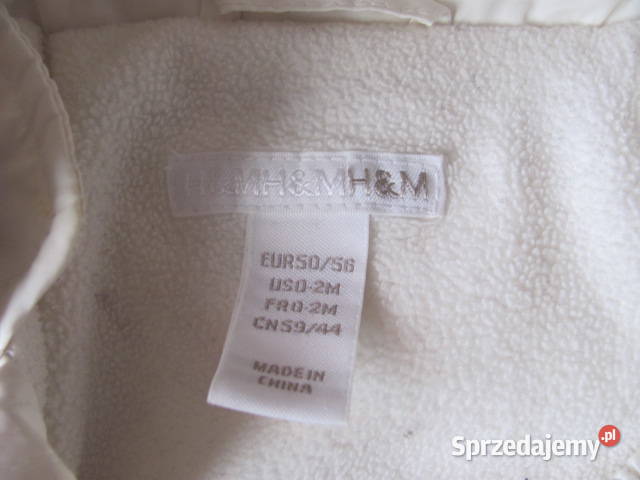 H&MH&MH&M
EUR50/56
US0-2M
FR0-2M
CN59/44
MADE IN
CHINA
Sprzedajemy.pl